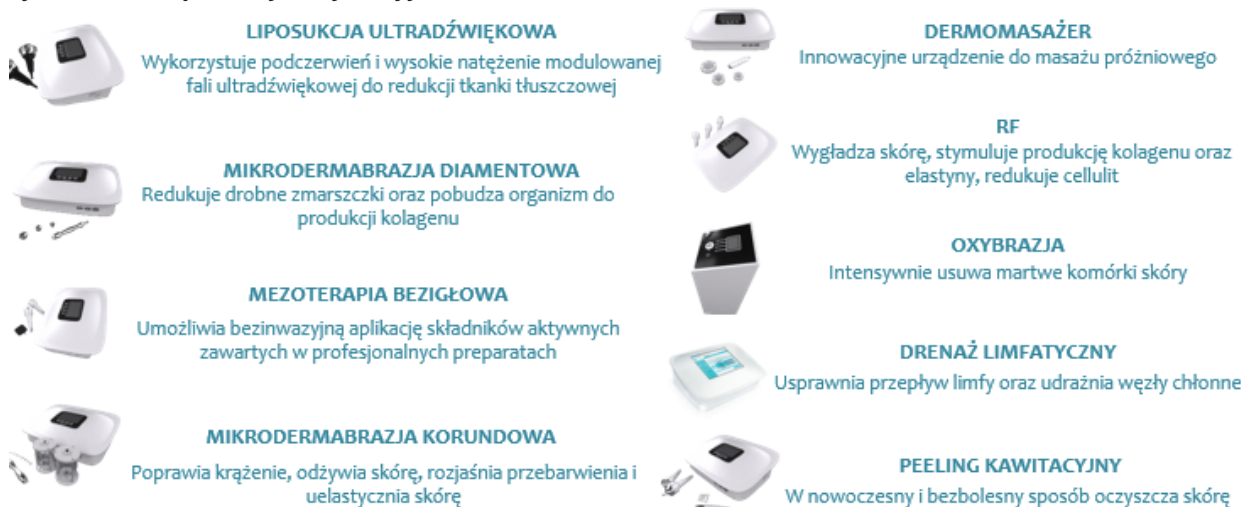 LIPOSUKCJA ULTRADŹWIĘKOWA
Wykorzystuje podczerwień i wysokie natężenie modulowanej
fali ultradźwiękowej do redukcji tkanki tłuszczowej
MIKRODERMABRAZJA DIAMENTOWA
Redukuje drobne zmarszczki oraz pobudza organizm do
produkcji kolagenu
MEZOTERAPIA BEZIGŁOWA
Umożliwia bezinwazyjną aplikację składników aktywnych
zawartych w profesjonalnych preparatach
MIKRODERMABRAZJA KORUNDOWA
Poprawia krążenie, odżywia skórę, rozjaśnia przebarwienia i
uelastycznia skórę
DERMOMASAŻER
Innowacyjne urządzenie do masażu próżniowego
RF
Wygładza skórę, stymuluje produkcję kolagenu oraz
elastyny, redukuje cellulit
OXYBRAZJA
Intensywnie usuwa martwe komórki skóry
DRENAŻ LIMFATYCZNY
Usprawnia przepływ limfy oraz udrażnia węzły chłonne
PEELING KAWITACYJNY
W nowoczesny i bezbolesny sposób oczyszcza skórę